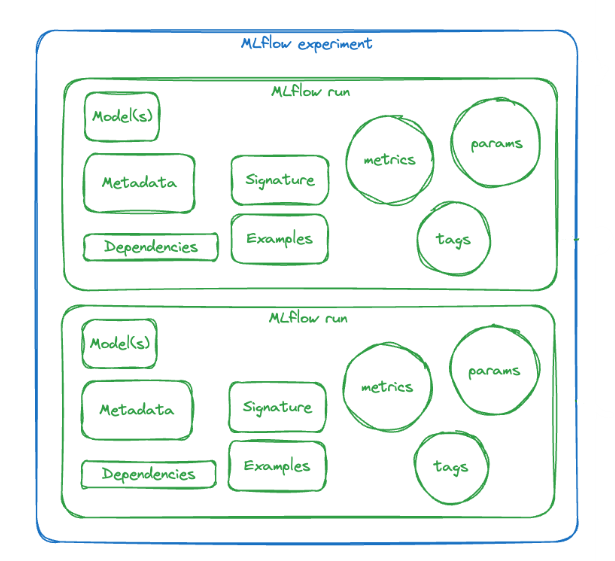 MLflow experiment
MLflow run
Model(s)
metrics
params
Metadata
Signature
Dependencies
Examples
tags
MLflow run
Model(s)
metrics
params
Metadata
Signature
Dependencies
Examples
tags